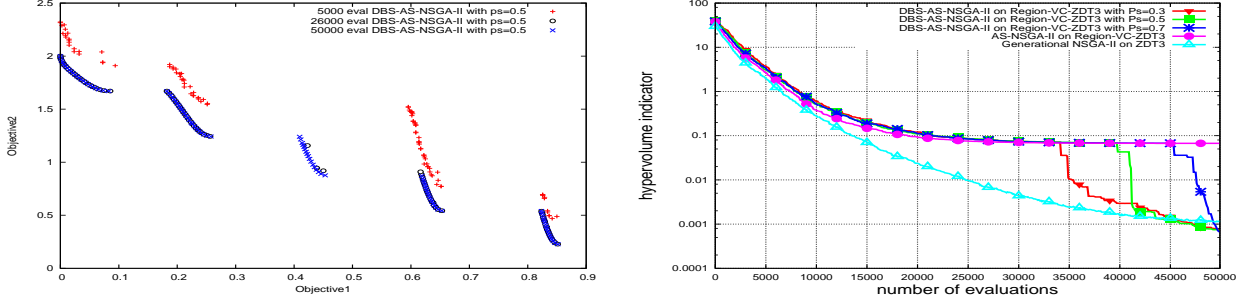 5000 eval DBS-AS-NSGA-II with ps=0.5
26000 eval DBS-AS-NSGA-II with ps=0.5
50000 eval DBS-AS-NSGA-II with ps=0.5
2.5
2
1.5
1
0.5
0
Objective2
0 0.1 0.2 0.3 0.4 0.5 0.6 0.7 0.8 0.9
Objective1
DBS-AS-NSGA-II on Region-VC-ZDT3 with Ps=0.3
DBS-AS-NSGA-II on Region-VC-ZDT3 with Ps=0.5
DBS-AS-NSGA-II on Region-VC-ZDT3 with Ps=0.7
AS-NSGA-II on Region-VC-ZDT3
Generational NSGA-II on ZDT3
100
10
1
0.1
0.01
0.001
0.0001
hypervolume indicator
0 5000 10000 15000 20000 25000 30000 35000 40000 45000 50000
number of evaluations